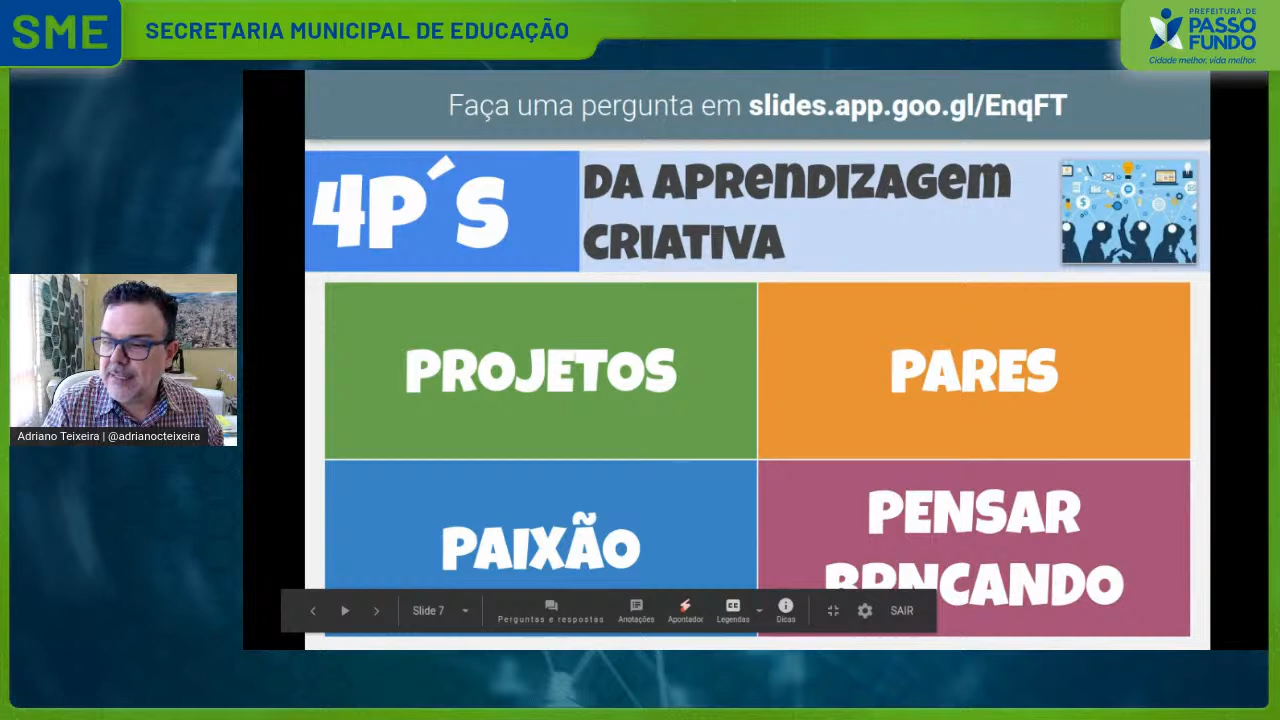 SME
SECRETARIA MUNICIPAL DE EDUCAÇÃO
PREFEITURA DE
PASSO
FUNDO
Cidade melhor, vida melhor.
Faça uma pergunta em slides.app.goo.gl/EnqFT
4P´s
DA APRENDIZAGEM
CRIATIVA
PROJETOS
PARES
PAIXÃO
PENSAR
BRNCANDO
Adriano Teixeira | @adrianocteixeira
Slide 7
Perguntas e respostas
Anotações
Apontador
Legendas
Dicas
SAIR